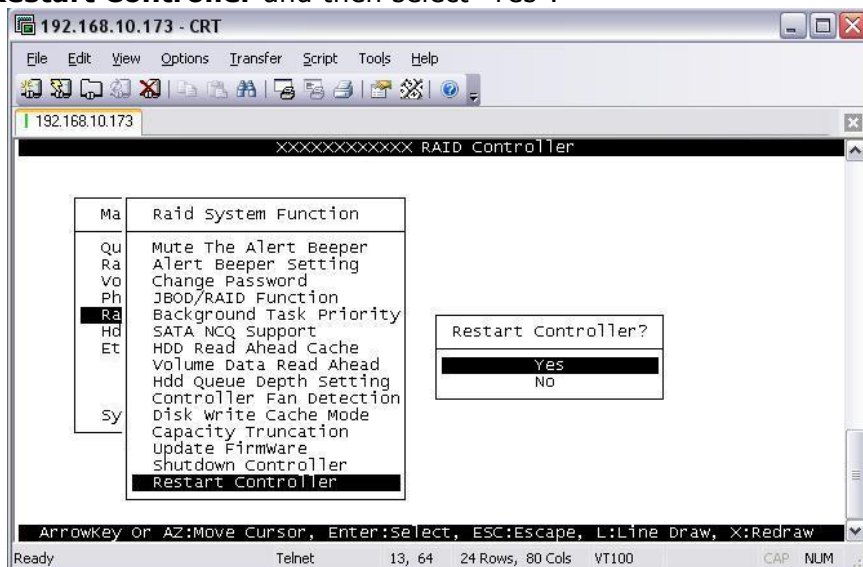 Restart Controller and then select "Yes".
192.168.10.173 - CRT
File Edit View Options Transfer Script Tools Help
192.168.10.173
XXXXXXXXXXXX RAID Controller
Ma
Qu
Ra
Vo
Ph
Ra
Hd
Et
Sy
Raid System Function
Mute The Alert Beeper
Alert Beeper Setting
Change Password
JBOD/RAID Function
Background Task Priority
SATA NCQ Support
HDD Read Ahead Cache
Volume Data Read Ahead
Hdd Queue Depth Setting
Controller Fan Detection
Disk Write Cache Mode
Capacity Truncation
Update Firmware
Shutdown Controller
Restart Controller
Restart Controller?
Yes
No
ArrowKey Or AZ:Move Cursor, Enter:Select, ESC:Escape, L:Line Draw, X:Redraw
Ready Telnet 13, 64 24 Rows, 80 Cols VT100 CAP NUM